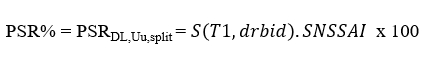 PSR% = PSR_DL,Uu,split = S(T1, drbid). SNSSAI x 100